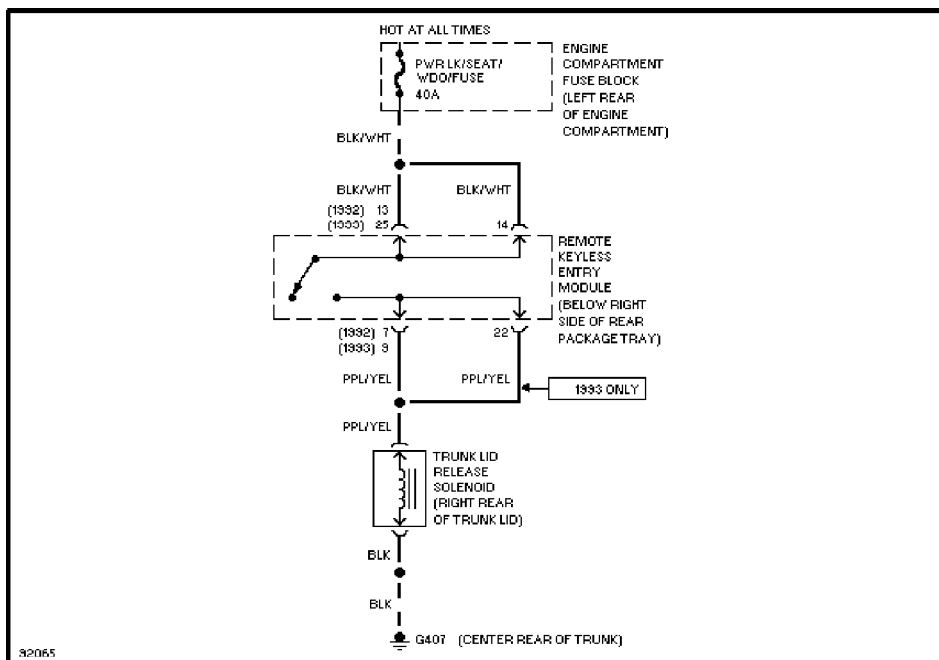 HOT AT ALL TIMES
PWR LK/SEAT/
WDO/FUSE
40A
ENGINE
COMPARTMENT
FUSE BLOCK
(LEFT REAR
OF ENGINE
COMPARTMENT)
BLK/WHT
BLK/WHT
BLK/WHT
(1992) 13
(1993) 25
14
REMOTE
KEYLESS
ENTRY
MODULE
(BELOW RIGHT
SIDE OF REAR
PACKAGE TRAY)
(1992) 7
(1993) 9
22
PPL/YEL
PPL/YEL
1993 ONLY
PPL/YEL
TRUNK LID
RELEASE
SOLENOID
(RIGHT REAR
OF TRUNK LID)
BLK
BLK
G407 (CENTER REAR OF TRUNK)
92065